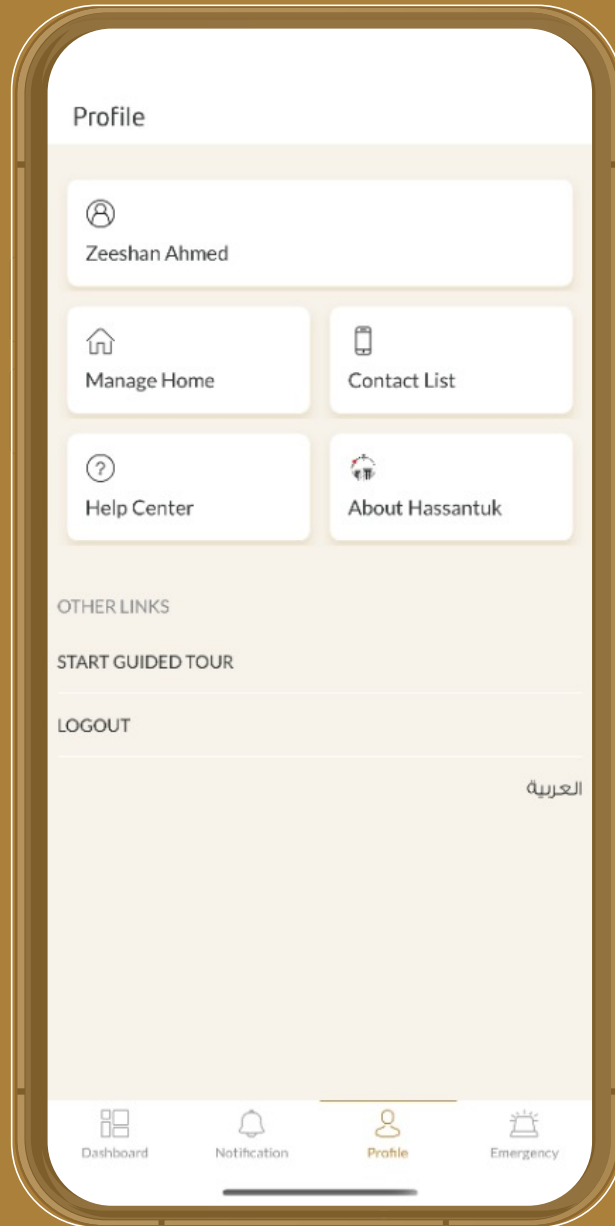 Profile
Zeeshan Ahmed
Manage Home
Contact List
Help Center
About Hassantuk
OTHER LINKS
START GUIDED TOUR
LOGOUT
العربية
Dashboard
Notification
Profile
Emergency